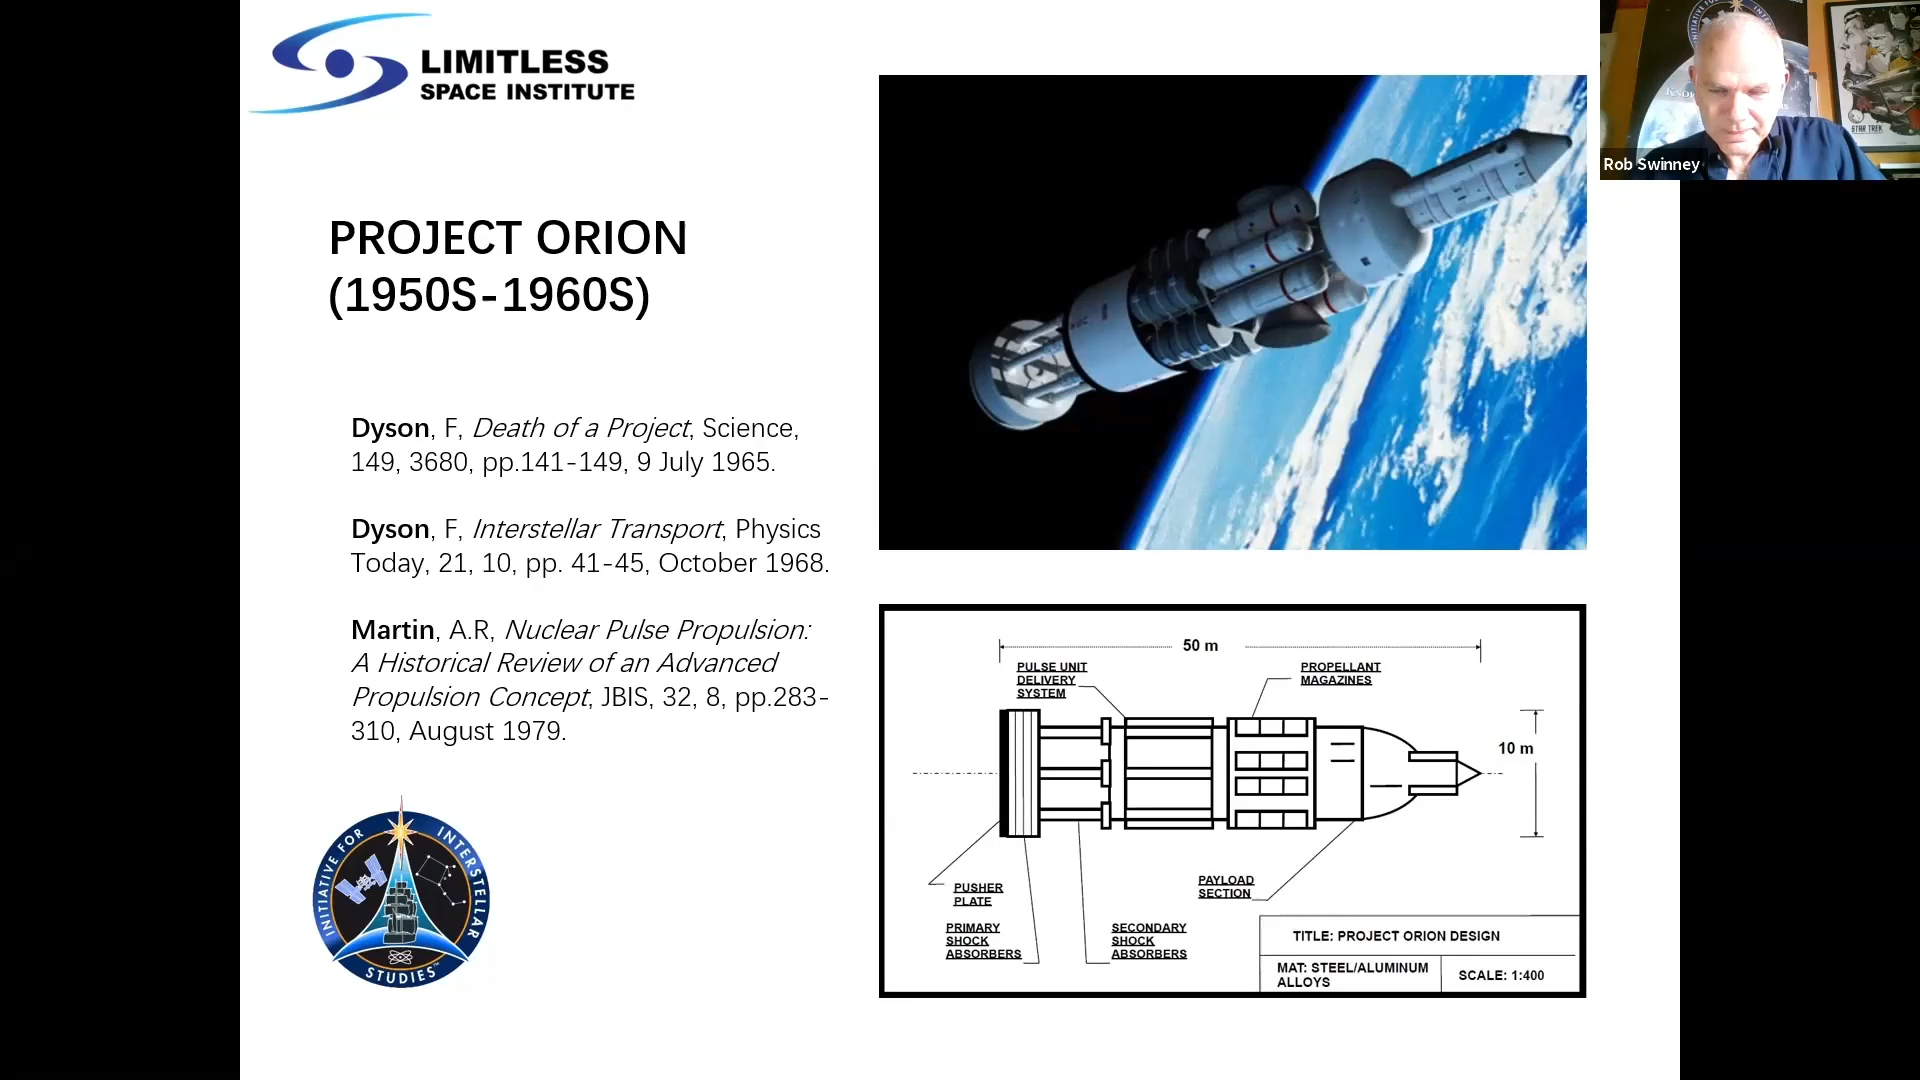 LIMITLESS
SPACE INSTITUTE
PROJECT ORION
(1950S-1960S)
Dyson, F, Death of a Project, Science,
149, 3680, pp.141-149, 9 July 1965.
Dyson, F, Interstellar Transport, Physics
Today, 21, 10, pp. 41-45, October 1968.
Martin, A.R, Nuclear Pulse Propulsion:
A Historical Review of an Advanced
Propulsion Concept, JBIS, 32, 8, pp.283-
310, August 1979.
INITIATIVE FOR INTERSTELLAR
STUDIES™
50 m
PULSE UNIT
DELIVERY
SYSTEM
PROPELLANT
MAGAZINES
10 m
PUSHER
PLATE
PAYLOAD
SECTION
PRIMARY
SHOCK
ABSORBERS
SECONDARY
SHOCK
ABSORBERS
TITLE: PROJECT ORION DESIGN
MAT: STEEL/ALUMINUM
ALLOYS
SCALE: 1:400
STAR TREK
Rob Swinney